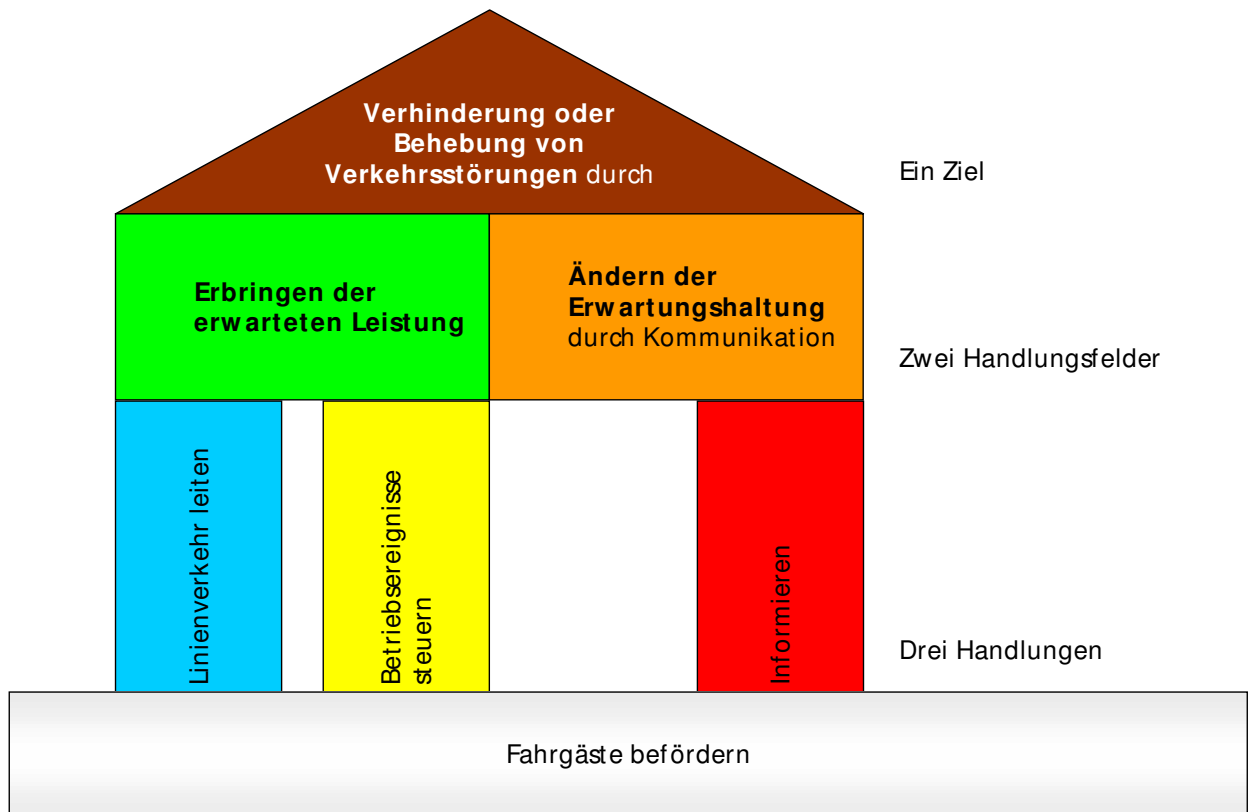 Verhinderung oder
Behebung von
Verkehrsstörungen durch
Ein Ziel
Erbringen der
erwarteten Leistung
Ändern der
Erwartungshaltung
durch Kommunikation
Zwei Handlungsfelder
Linienverkehr leiten
Betriebsereignisse
steuern
Informieren
Drei Handlungen
Fahrgäste befördern